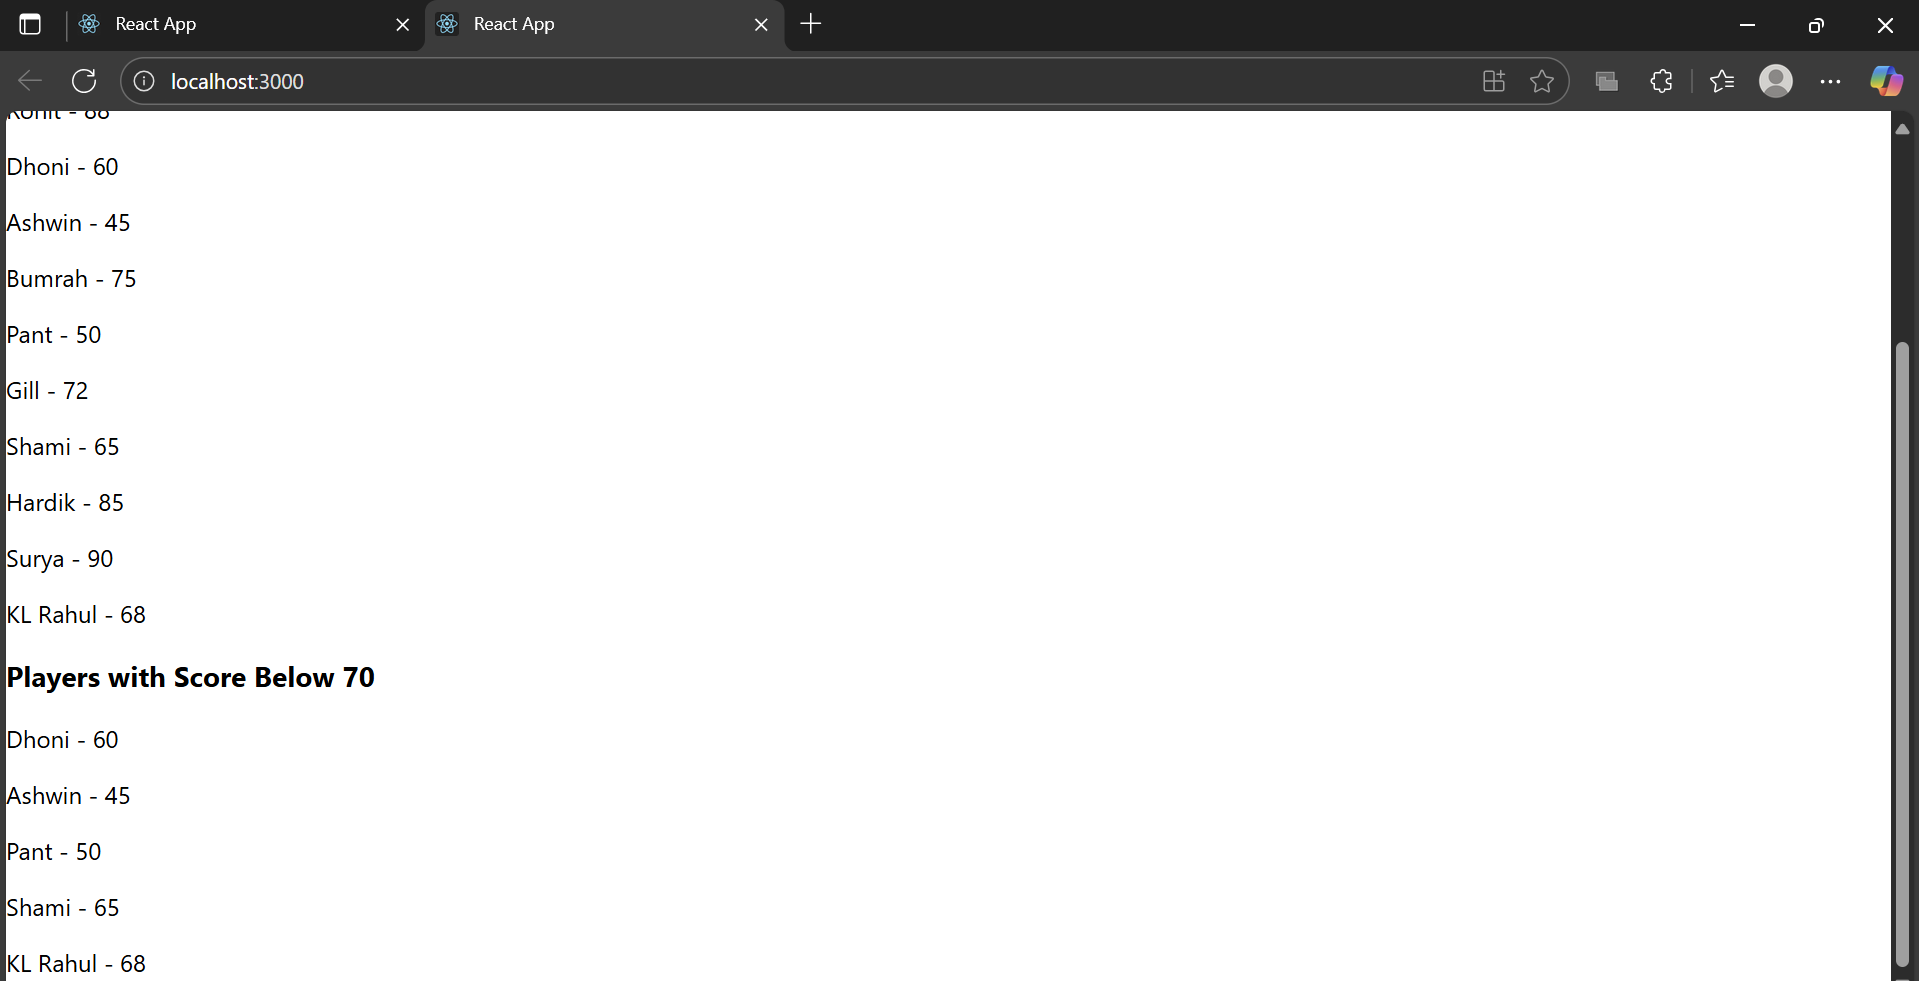 React App
React App
localhost:3000
Rohit - 88
Dhoni - 60
Ashwin - 45
Bumrah - 75
Pant - 50
Gill - 72
Shami - 65
Hardik - 85
Surya - 90
KL Rahul - 68
Players with Score Below 70
Dhoni - 60
Ashwin - 45
Pant - 50
Shami - 65
KL Rahul - 68